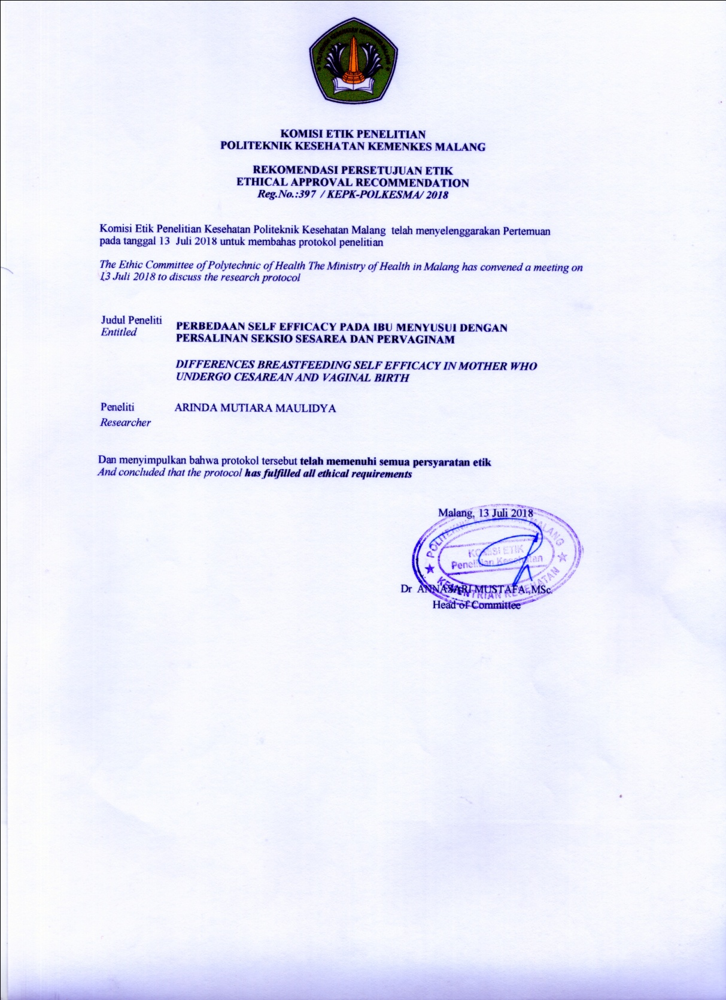 KOMISI ETIK PENELITIAN
POLITEKNIK KESEHATAN KEMENKES MALANG
REKOMENDASI PERSETUJUAN ETIK
ETHICAL APPROVAL RECOMMENDATION
Reg.No.:397 / KEPK-POLKESMA/ 2018
Komisi Etik Penelitian Kesehatan Politeknik Kesehatan Malang telah menyelenggarakan Pertemuan
pada tanggal 13 Juli 2018 untuk membahas protokol penelitian
The Ethic Committee of Polytechnic of Health The Ministry of Health in Malang has convened a meeting on
13 Juli 2018 to discuss the research protocol
Judul Peneliti
Entitled
PERBEDAAN SELF EFFICACY PADA IBU MENYUSUI DENGAN
PERSALINAN SEKSIO SESAREA DAN PERVAGINAM
DIFFERENCES BREASTFEEDING SELF EFFICACY IN MOTHER WHO
UNDERGO CESAREAN AND VAGINAL BIRTH
Peneliti ARINDA MUTIARA MAULIDYA
Researcher
Dan menyimpulkan bahwa protokol tersebut telah memenuhi semua persyaratan etik
And concluded that the protocol has fulfilled all ethical requirements
Malang, 13 Juli 2018
POLITEKNIK MALANG
KOMISI ETIK
Penelitian Kesehatan
KEMENTRIAN KESEHATAN
Dr ANNASARI MUSTAFA.,MSc.
Head of Committee